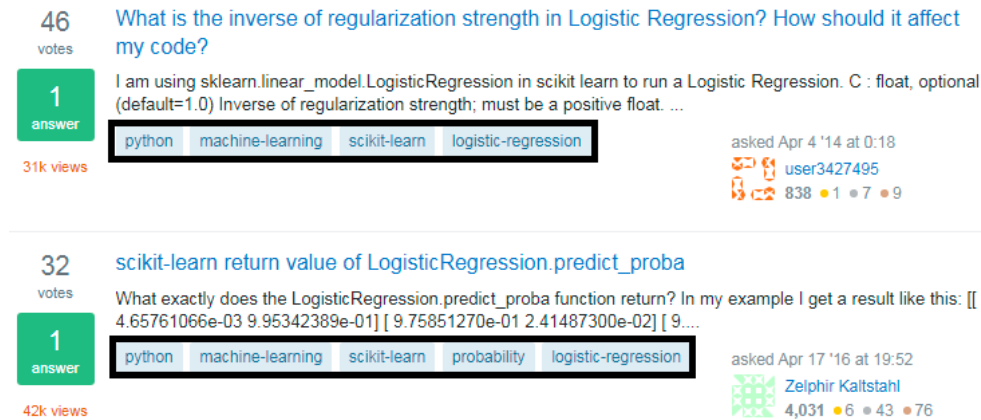 46
votes
1
answer
31k views
What is the inverse of regularization strength in Logistic Regression? How should it affect
my code?
I am using sklearn.linear_model.LogisticRegression in scikit learn to run a Logistic Regression. C : float, optional
(default=1.0) Inverse of regularization strength; must be a positive float. ...
python machine-learning scikit-learn logistic-regression
asked Apr 4 '14 at 0:18
user3427495
838 ●1 ●7 ●9
32
votes
1
answer
42k views
scikit-learn return value of LogisticRegression.predict_proba
What exactly does the LogisticRegression.predict_proba function return? In my example I get a result like this: [[
4.65761066e-03 9.95342389e-01] [ 9.75851270e-01 2.41487300e-02] [ 9....
python machine-learning scikit-learn probability logistic-regression
asked Apr 17 '16 at 19:52
Zelphir Kaltstahl
4,031 ●6 ●43 ●76